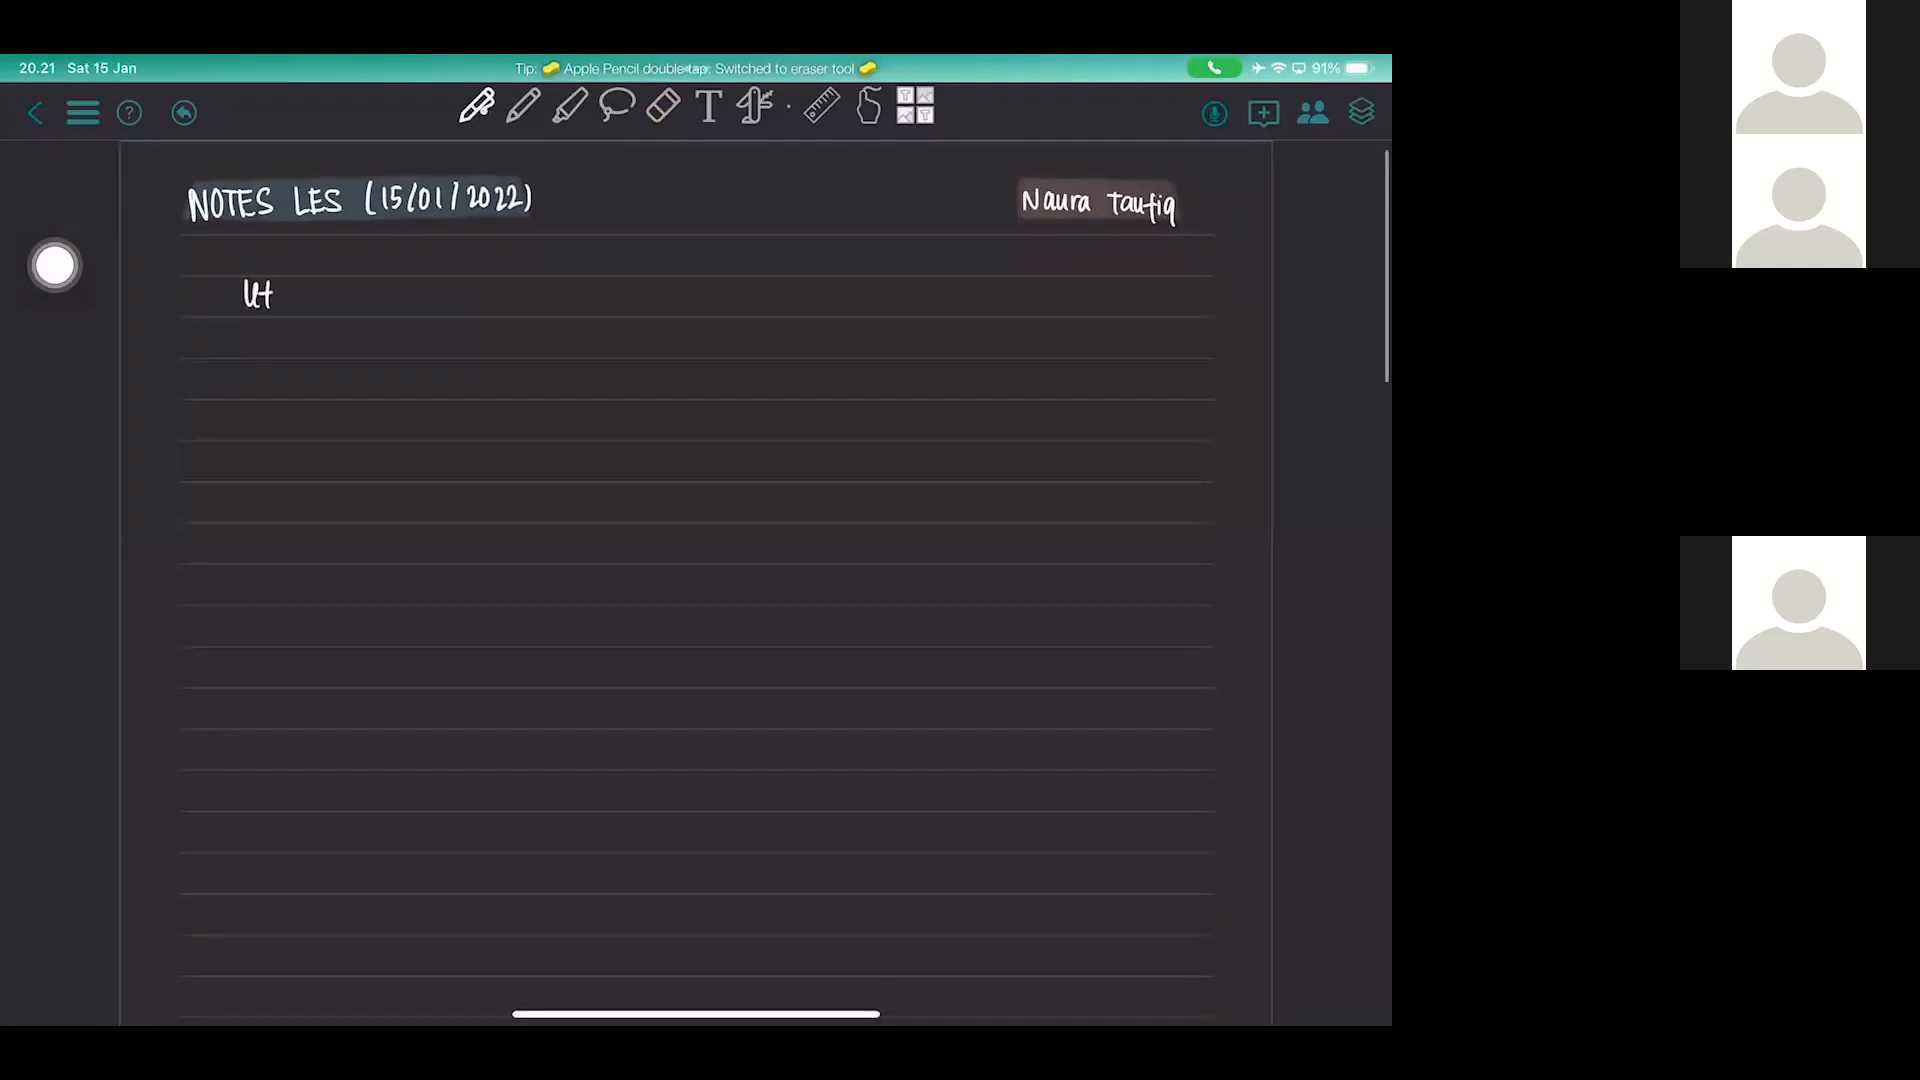 20.21 Sat 15 Jan
Tip: 🧽 Apple Pencil double-tap: Switched to eraser tool 🧽
91%
NOTES LES (15/01/2022)
Naura Taufiq
Ut